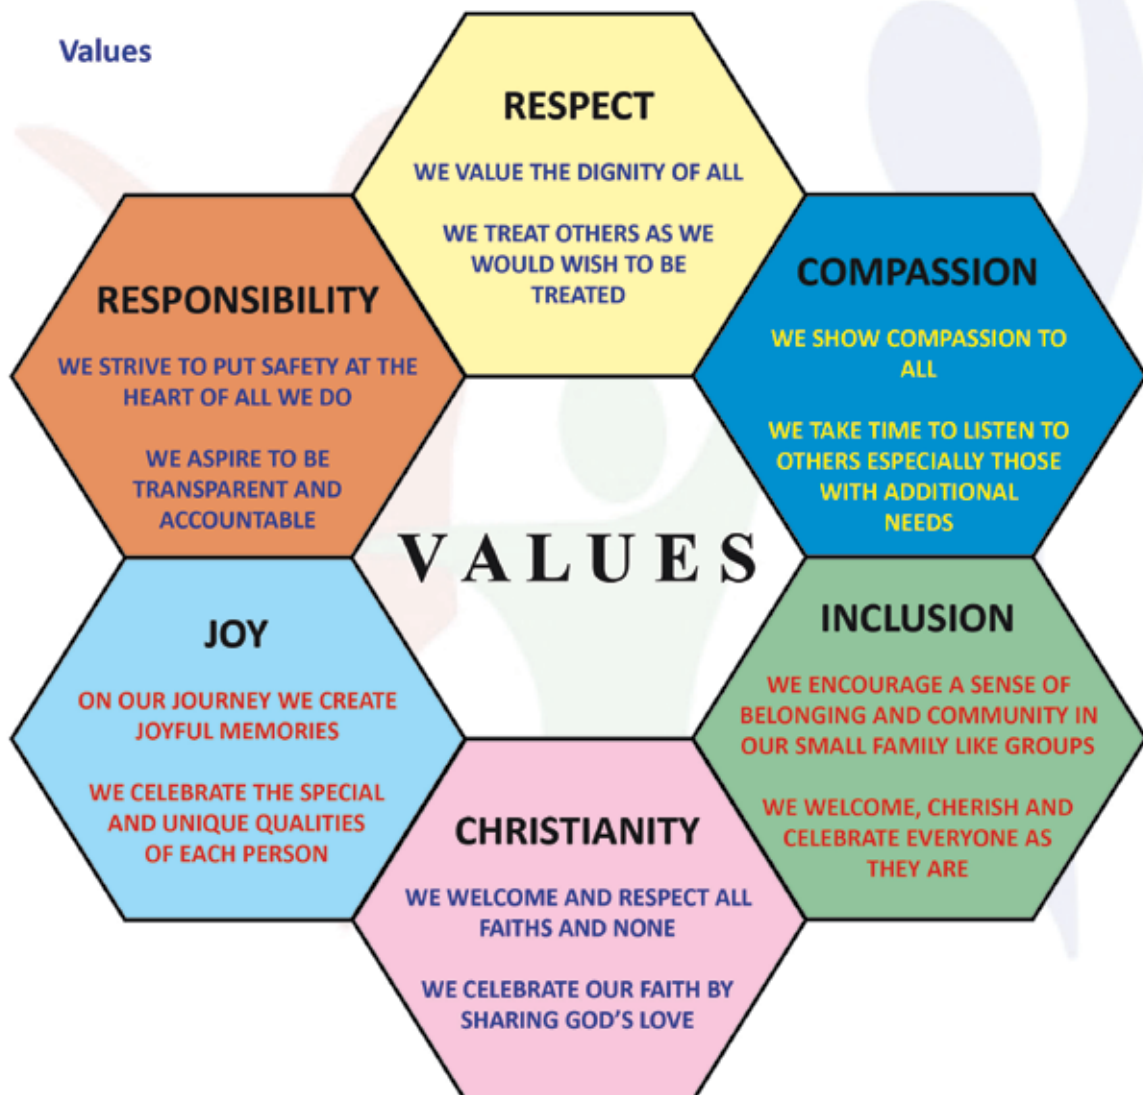 Values
RESPECT
WE VALUE THE DIGNITY OF ALL
WE TREAT OTHERS AS WE
WOULD WISH TO BE
TREATED
COMPASSION
WE SHOW COMPASSION TO
ALL
WE TAKE TIME TO LISTEN TO
OTHERS ESPECIALLY THOSE
WITH ADDITIONAL
NEEDS
RESPONSIBILITY
WE STRIVE TO PUT SAFETY AT THE
HEART OF ALL WE DO
WE ASPIRE TO BE
TRANSPARENT AND
ACCOUNTABLE
VALUES
JOY
ON OUR JOURNEY WE CREATE
JOYFUL MEMORIES
WE CELEBRATE THE SPECIAL
AND UNIQUE QUALITIES
OF EACH PERSON
INCLUSION
WE ENCOURAGE A SENSE OF
BELONGING AND COMMUNITY IN
OUR SMALL FAMILY LIKE GROUPS
WE WELCOME, CHERISH AND
CELEBRATE EVERYONE AS
THEY ARE
CHRISTIANITY
WE WELCOME AND RESPECT ALL
FAITHS AND NONE
WE CELEBRATE OUR FAITH BY
SHARING GOD’S LOVE